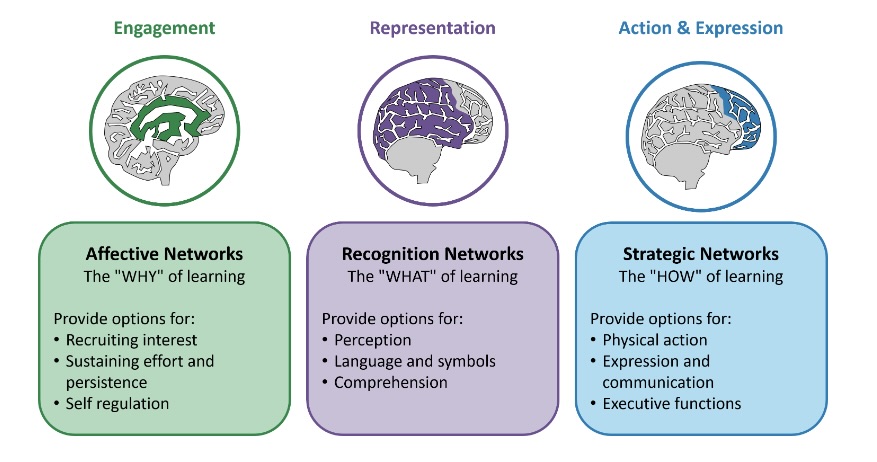 Engagement
Representation
Action & Expression
Affective Networks
The "WHY" of learning
Provide options for:
• Recruiting interest
• Sustaining effort and
persistence
• Self regulation
Recognition Networks
The "WHAT" of learning
Provide options for:
• Perception
• Language and symbols
• Comprehension
Strategic Networks
The "HOW" of learning
Provide options for:
• Physical action
• Expression and
communication
• Executive functions